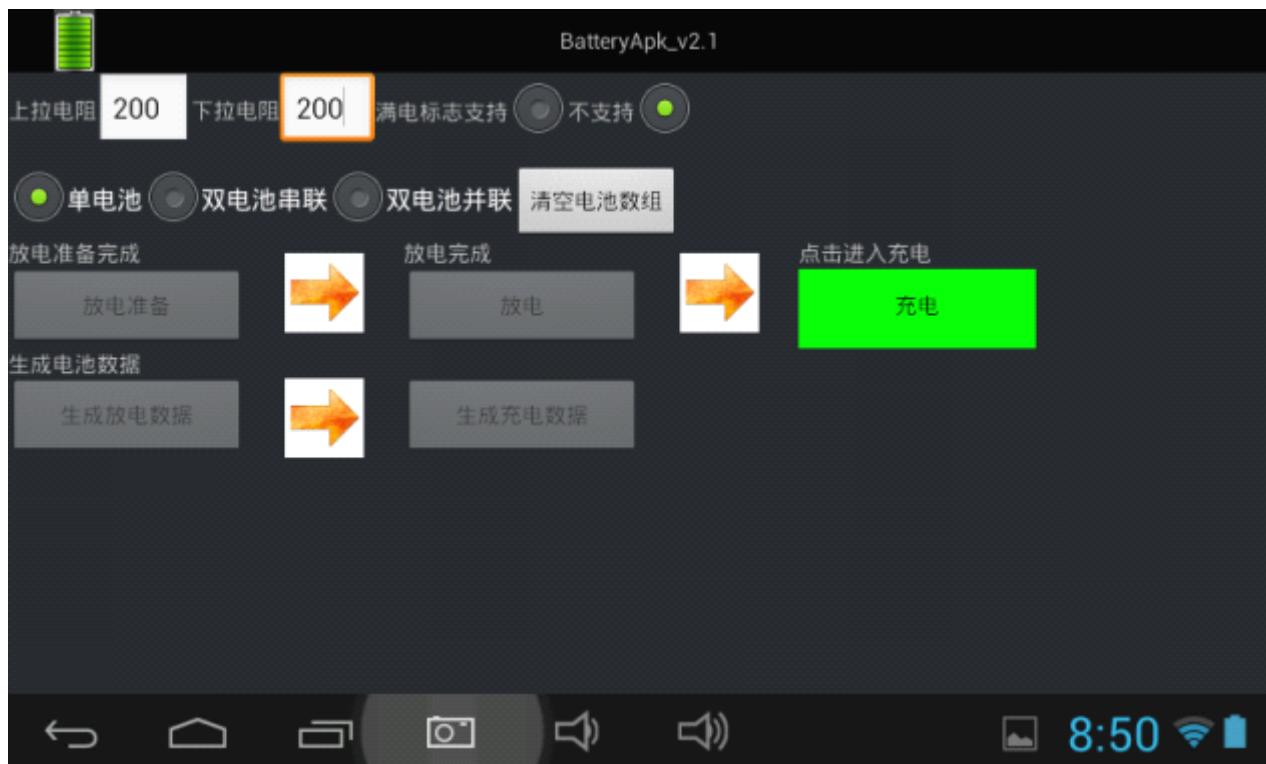 BatteryApk_v2.1
上拉电阻 200 下拉电阻 200 满电标志支持 不支持
单电池 双电池串联 双电池并联 清空电池数组
放电准备完成 放电完成 点击进入充电
放电准备 放电 充电
生成电池数据
生成放电数据 生成充电数据
8:50